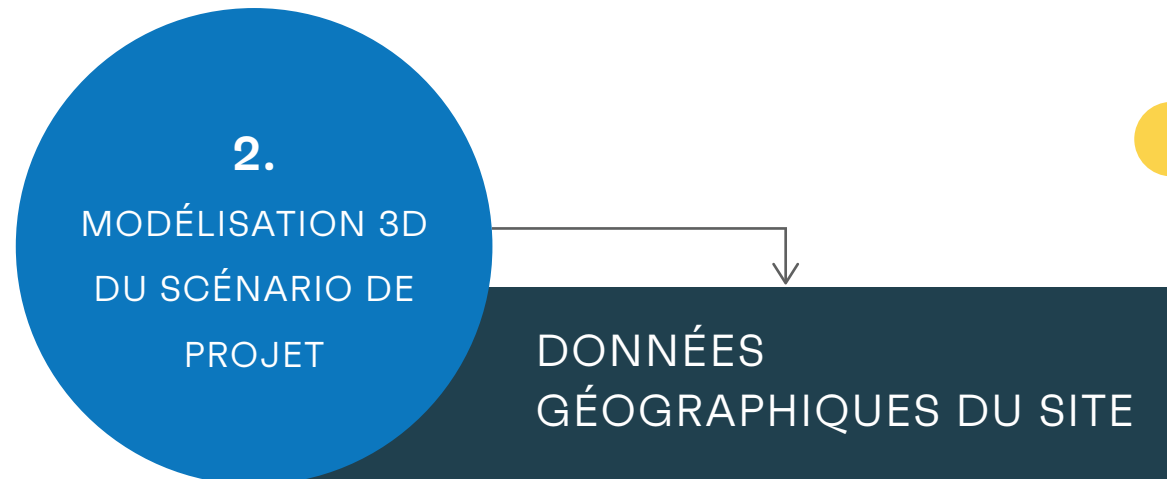 2.
MODÉLISATION 3D
DU SCÉNARIO DE
PROJET
DONNÉES
GÉOGRAPHIQUES DU SITE